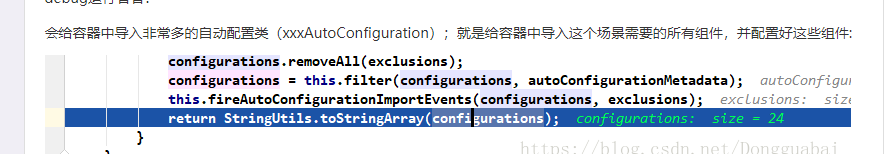 debug运行看看:
会给容器中导入非常多的自动配置类（xxxAutoConfiguration）；就是给容器中导入这个场景需要的所有组件，并配置好这些组件:
configurations.removeAll(exclusions);
configurations = this.filter(configurations, autoConfigurationMetadata); autoConfigur
this.fireAutoConfigurationImportEvents(configurations, exclusions); exclusions: size
return StringUtils.toStringArray(configurations); configurations: size = 24
}
https://blog.csdn.net/Dongguabai